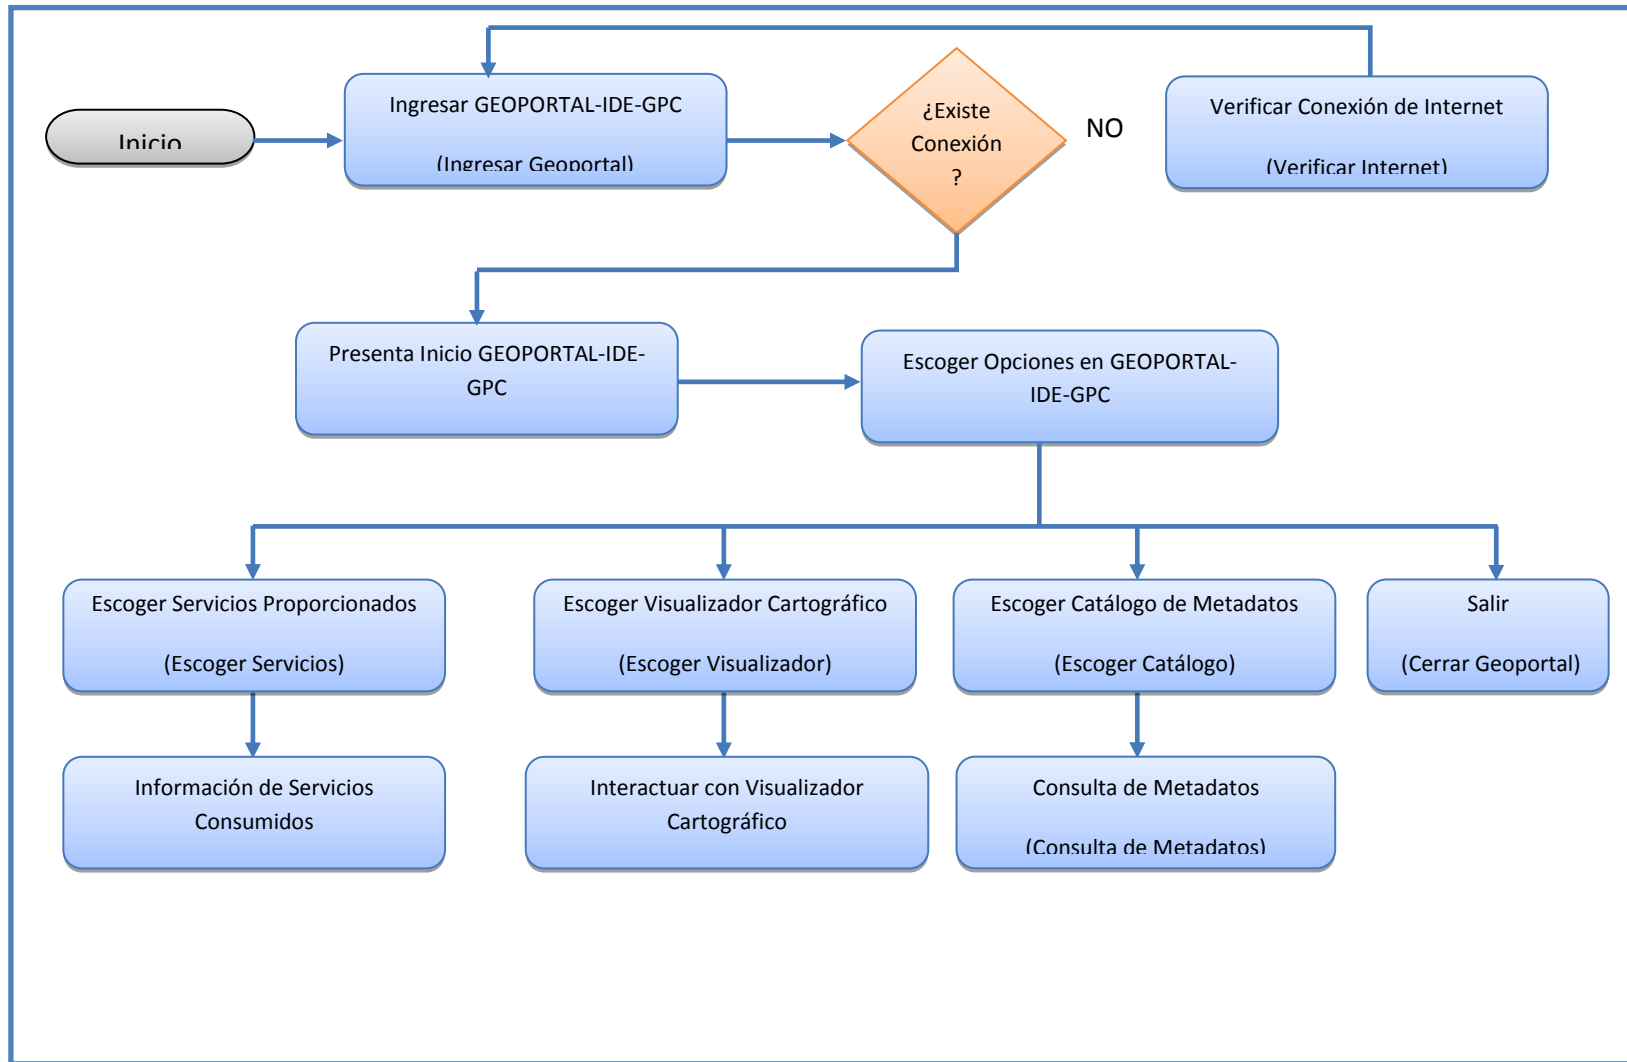 Inicio
Ingresar GEOPORTAL-IDE-GPC
(Ingresar Geoportal)
¿Existe
Conexión
?
NO
Verificar Conexión de Internet
(Verificar Internet)
Presenta Inicio GEOPORTAL-IDE-
GPC
Escoger Opciones en GEOPORTAL-
IDE-GPC
Escoger Servicios Proporcionados
(Escoger Servicios)
Escoger Visualizador Cartográfico
(Escoger Visualizador)
Escoger Catálogo de Metadatos
(Escoger Catálogo)
Salir
(Cerrar Geoportal)
Información de Servicios
Consumidos
Interactuar con Visualizador
Cartográfico
Consulta de Metadatos
(Consulta de Metadatos)